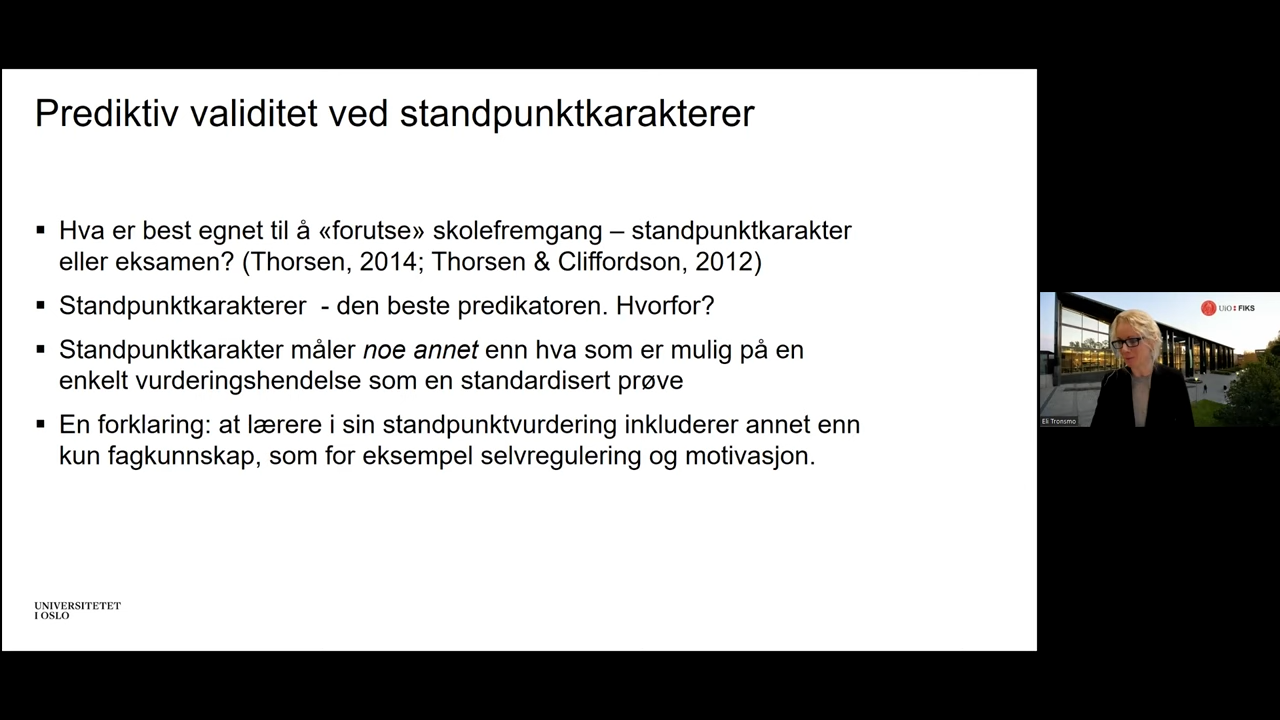 Prediktiv validitet ved standpunktkarakterer
▪ Hva er best egnet til å «forutse» skolefremgang – standpunktkarakter
eller eksamen? (Thorsen, 2014; Thorsen & Cliffordson, 2012)
▪ Standpunktkarakterer - den beste predikatoren. Hvorfor?
▪ Standpunktkarakter måler noe annet enn hva som er mulig på en
enkelt vurderingshendelse som en standardisert prøve
▪ En forklaring: at lærere i sin standpunktvurdering inkluderer annet enn
kun fagkunnskap, som for eksempel selvregulering og motivasjon.
UNIVERSITETET
I OSLO
UiO: FIKS
Eli Tronsmo